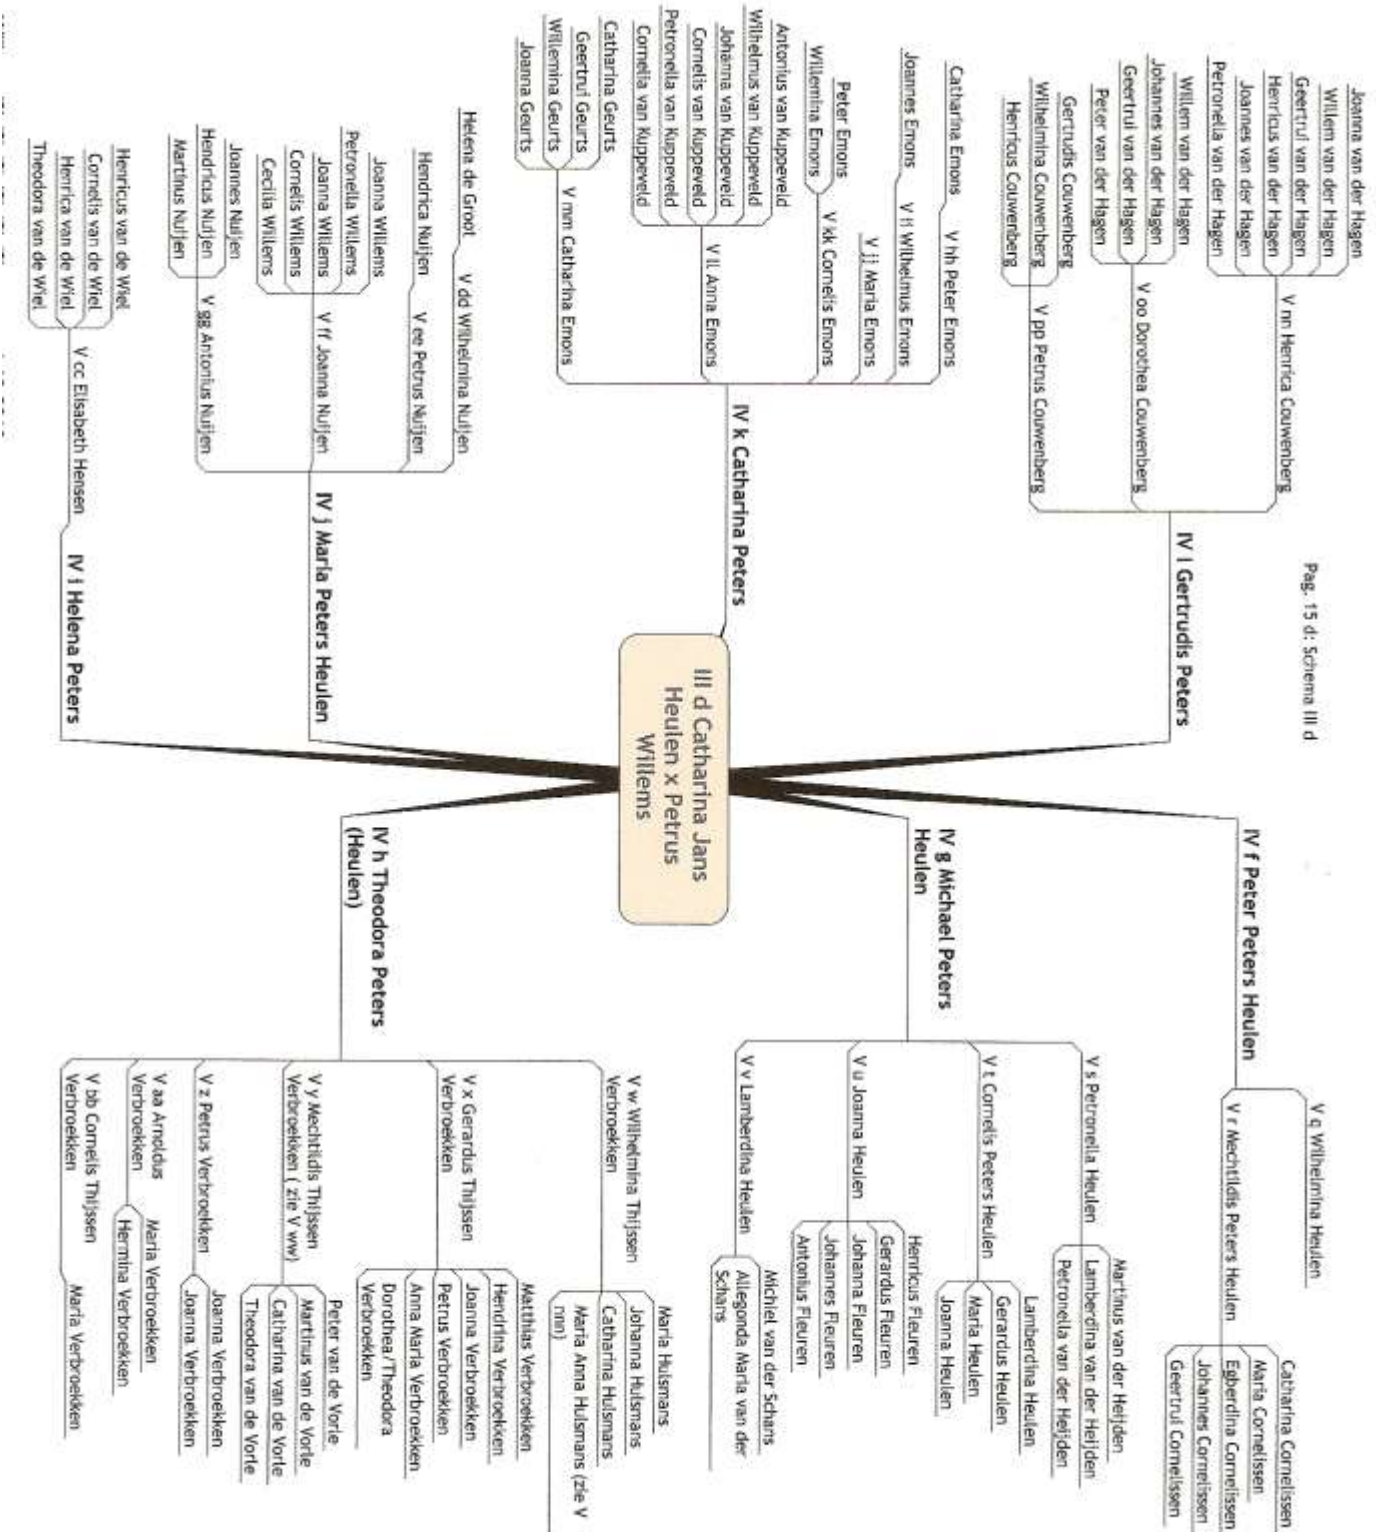 Pag. 15 d: Schema III d
III d Catharina Jans
Heulen x Petrus
Willems
IV f Peter Peters Heulen
V q Wilhelmina Heulen
V r Mechtildis Peters Heulen
Catharina Cornelissen
Maria Cornelissen
Egberdina Cornelissen
Johannes Cornelissen
Geertrui Cornelissen
IV g Michael Peters
Heulen
V s Petronella Heulen
Martinus van der Heijden
Lamberdina van der Heijden
Petronella van der Heijden
V t Cornelis Peters Heulen
Lamberdina Heulen
Gerardus Heulen
Maria Heulen
Joanna Heulen
V u Joanna Heulen
Henricus Fleuren
Gerardus Fleuren
Johanna Fleuren
Johannes Fleuren
Antonius Fleuren
V v Lamberdina Heulen
Michiel van der Schans
Allegonda Maria van der
Schans
IV h Theodora Peters
(Heulen)
V w Wilhelmina Thijssen
Verbroekken
Maria Hulsmans
Johanna Hulsmans
Catharina Hulsmans
Maria Anna Hulsmans (zie V
nnn)
V x Gerardus Thijssen
Verbroekken
Matthias Verbroekken
Hendrina Verbroekken
Joanna Verbroekken
Petrus Verbroekken
Anna Maria Verbroekken
Dorothea/Theodora
Verbroekken
V y Mechtildis Thijssen
Verbroekken ( zie V ww)
Peter van de Vorle
Martinus van de Vorle
Catharina van de Vorle
Theodora van de Vorle
V z Petrus Verbroekken
Joanna Verbroekken
Joanna Verbroekken
V aa Arnoldus
Verbroekken
Maria Verbroekken
Hermina Verbroekken
V bb Cornelis Thijssen
Verbroekken
Maria Verbroekken
IV l Gertrudis Peters
V nn Henrica Couwenberg
Joanna van der Hagen
Willem van der Hagen
Geertrui van der Hagen
Henricus van der Hagen
Joannes van der Hagen
Petronella van der Hagen
V oo Dorothea Couwenberg
Willem van der Hagen
Johannes van der Hagen
Geertrui van der Hagen
Peter van der Hagen
V pp Petrus Couwenberg
Gertrudis Couwenberg
Wilhelmina Couwenberg
Henricus Couwenberg
IV k Catharina Peters
V hh Peter Emons
Catharina Emons
V ii Wilhelmus Emons
Joannes Emons
V jj Maria Emons
V kk Cornelis Emons
Peter Emons
Willemina Emons
V ll Anna Emons
Antonius van Kuppeveld
Wilhelmus van Kuppeveld
Johanna van Kuppeveld
Cornelis van Kuppeveld
Petronella van Kuppeveld
Cornelia van Kuppeveld
V mm Catharina Emons
Catharina Geurts
Geertrui Geurts
Willemina Geurts
Joanna Geurts
IV j Maria Peters Heulen
V dd Wilhelmina Nuijen
Helena de Groot
V ee Petrus Nuijen
Hendrica Nuijen
V ff Joanna Nuijen
Joanna Willems
Petronella Willems
Joanna Willems
Cornelis Willems
Cecilia Willems
V gg Antonius Nuijen
Joannes Nuijen
Hendricus Nuijen
Martinus Nuijen
IV i Helena Peters
V cc Elisabeth Hensen
Henricus van de Wiel
Cornelis van de Wiel
Henrica van de Wiel
Theodora van de Wiel